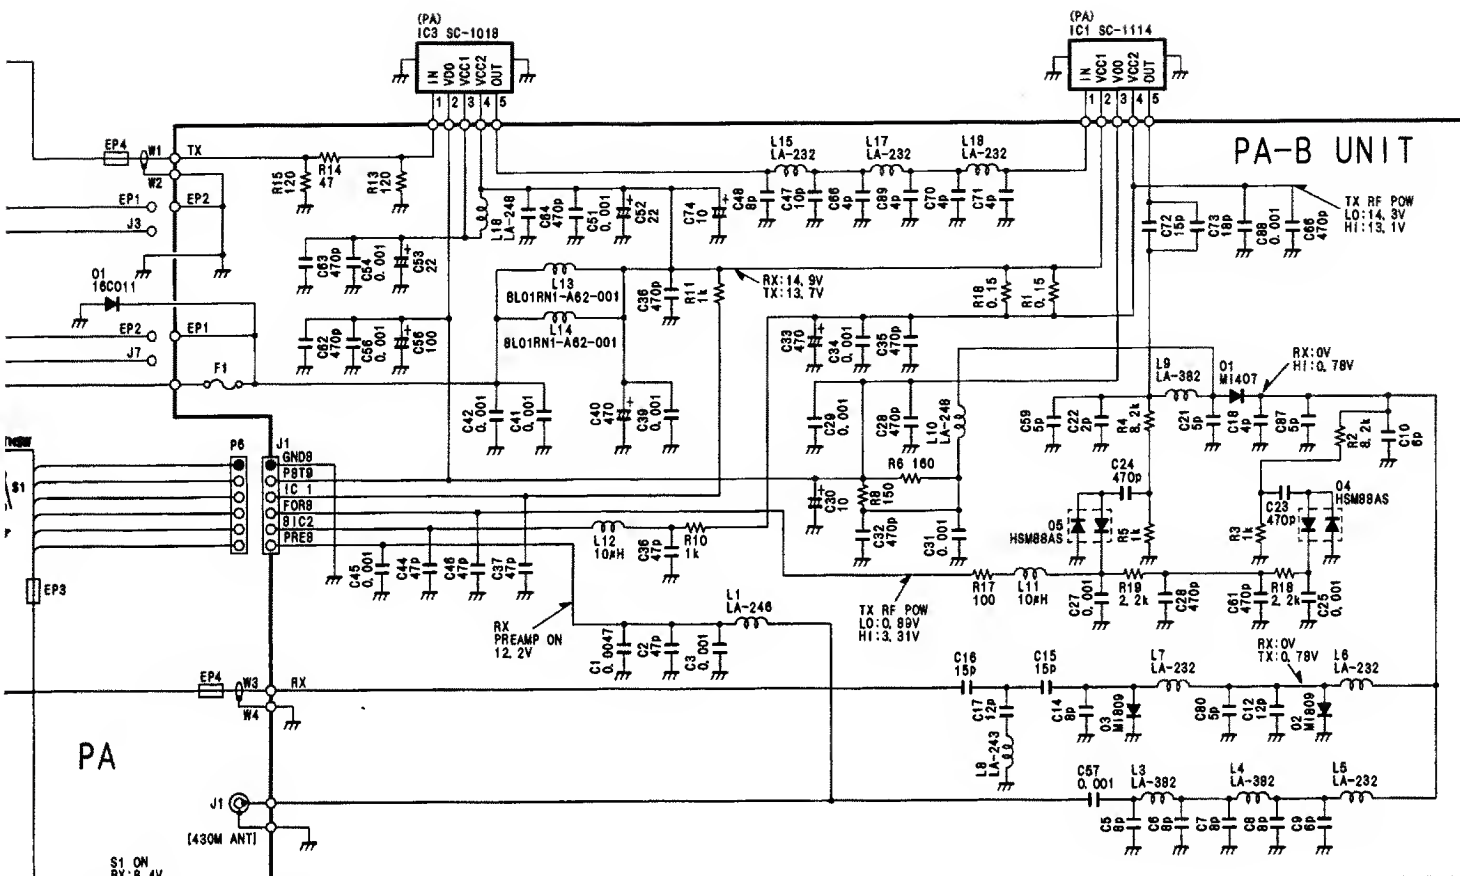 (PA)
IC3 SC-1018
IN
VDD
VCC1
VCC2
OUT
1 2 3 4 5
(PA)
IC1 SC-1114
IN
VCC1
VDD
VCC2
OUT
1 2 3 4 5
PA-B UNIT
EP4
W1
TX
W2
EP1
EP2
J3
D1
16CD11
EP2
EP1
J7
F1
R15
120
R14
47
R13
120
L18
LA-248
C64
470p
C51
0.001
C52
22
C74
10
L15
LA-232
L17
LA-232
L19
LA-232
C48
8p
C47
10p
C66
4p
C89
4p
C70
4p
C71
4p
C72
15p
C73
18p
C88
0.001
C66
470p
TX RF POW
LO:14.3V
HI:13.1V
C63
470p
C54
0.001
C53
22
L13
BL01RN1-A62-001
L14
BL01RN1-A62-001
C36
470p
R11
1k
RX:14.9V
TX:13.7V
R18
0.15
R1
0.15
C62
470p
C56
0.001
C56
100
C33
470
C34
0.001
C35
470p
C42
0.001
C41
0.001
C40
470
C39
0.001
C29
0.001
C28
470p
L10
LA-248
C59
5p
C22
2p
R4
8.2k
L9
LA-382
D1
MI407
RX:0V
HI:0.78V
C21
5p
C18
4p
C87
5p
R2
8.2k
C10
6p
S1
P6
J1
GND8
P8T9
IC 1
FOR8
8IC2
PRE8
C30
10
R8
150
R6 160
C32
470p
C31
0.001
C24
470p
D5
HSM88AS
R5
1k
D4
HSM88AS
C23
470p
R3
1k
L12
10μH
C36
47p
R10
1k
C45
0.001
C44
47p
C46
47p
C37
47p
EP3
R17
100
L11
10μH
C27
0.001
R19
2.2k
C28
470p
C61
470p
R18
2.2k
C25
0.001
TX RF POW
LO:0.89V
HI:3.31V
RX
PREAMP ON
12.2V
L1
LA-246
C1
0.0047
C2
47p
C3
0.001
EP4
W3
RX
W4
C16
15p
C15
15p
C17
12p
L8
LA-243
C14
8p
D3
MI809
L7
LA-232
C80
5p
C12
12p
D2
MI809
RX:0V
TX:0.78V
L6
LA-232
PA
J1
[430M ANT]
C57
0.001
L3
LA-382
L4
LA-382
L5
LA-232
C5
8p
C6
8p
C7
8p
C8
8p
C9
6p
S1 ON
RX:8.4V